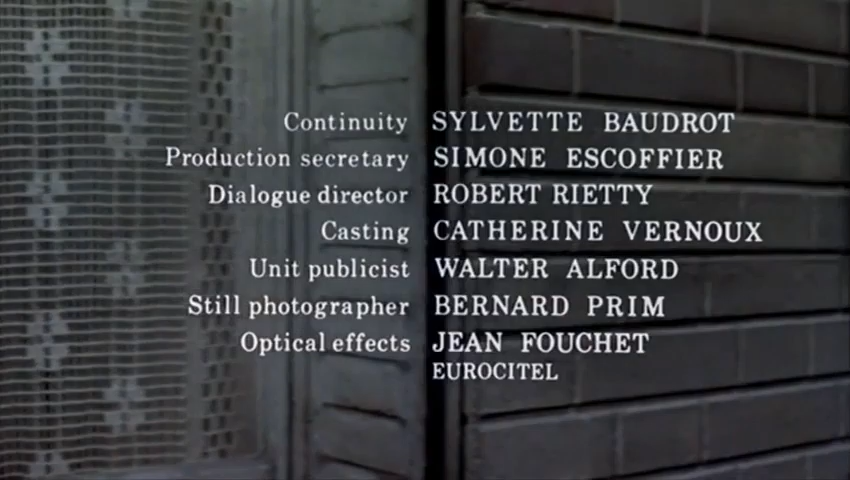 Continuity SYLVETTE BAUDROT
Production secretary SIMONE ESCOFFIER
Dialogue director ROBERT RIETTY
Casting CATHERINE VERNOUX
Unit publicist WALTER ALFORD
Still photographer BERNARD PRIM
Optical effects JEAN FOUCHET
EUROCITEL